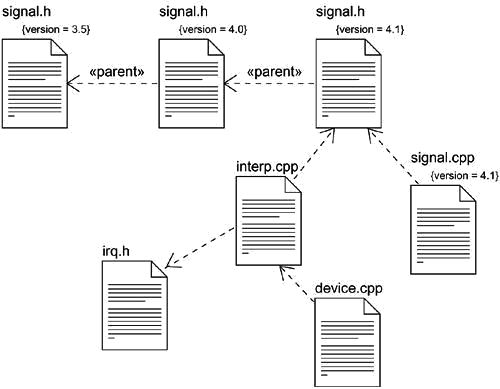 signal.h
{version = 3.5}
signal.h
{version = 4.0}
signal.h
{version = 4.1}
«parent»
«parent»
interp.cpp
signal.cpp
{version = 4.1}
irq.h
device.cpp